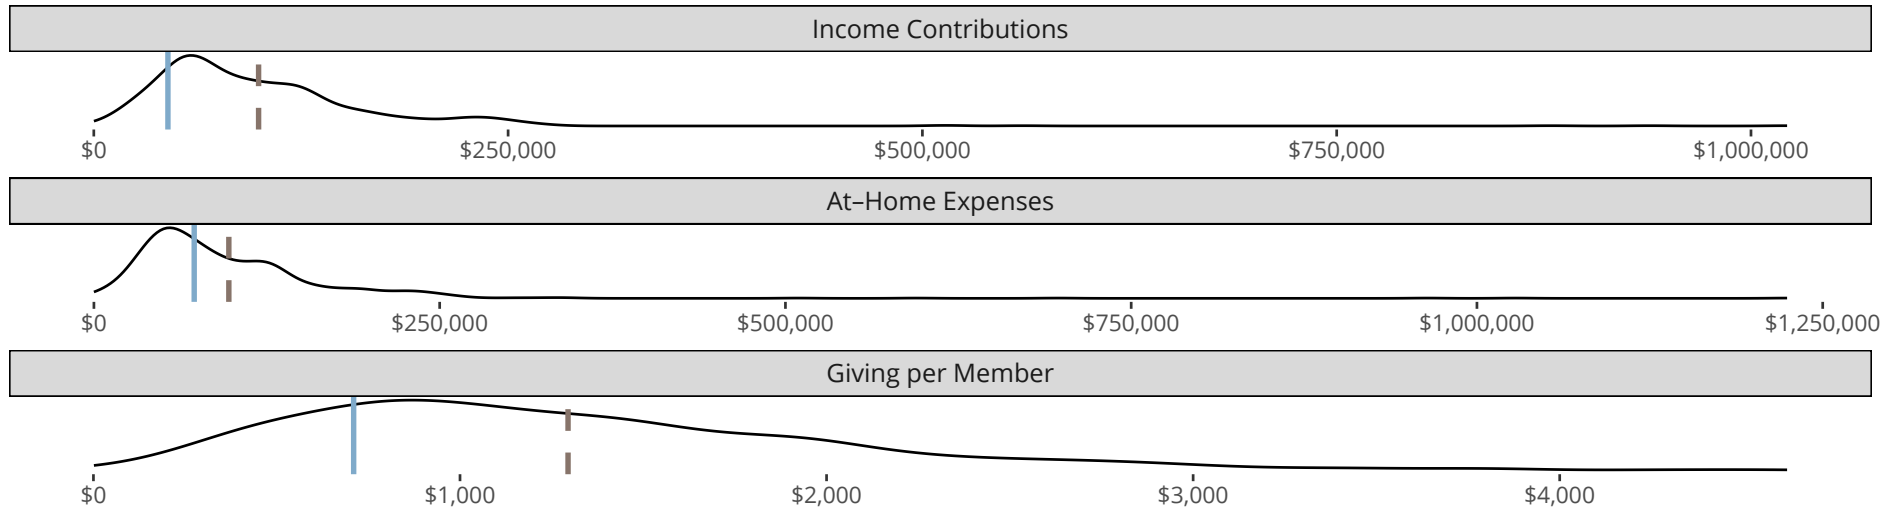 Income Contributions
$0 $250,000 $500,000 $750,000 $1,000,000
At–Home Expenses
$0 $250,000 $500,000 $750,000 $1,000,000 $1,250,000
Giving per Member
$0 $1,000 $2,000 $3,000 $4,000